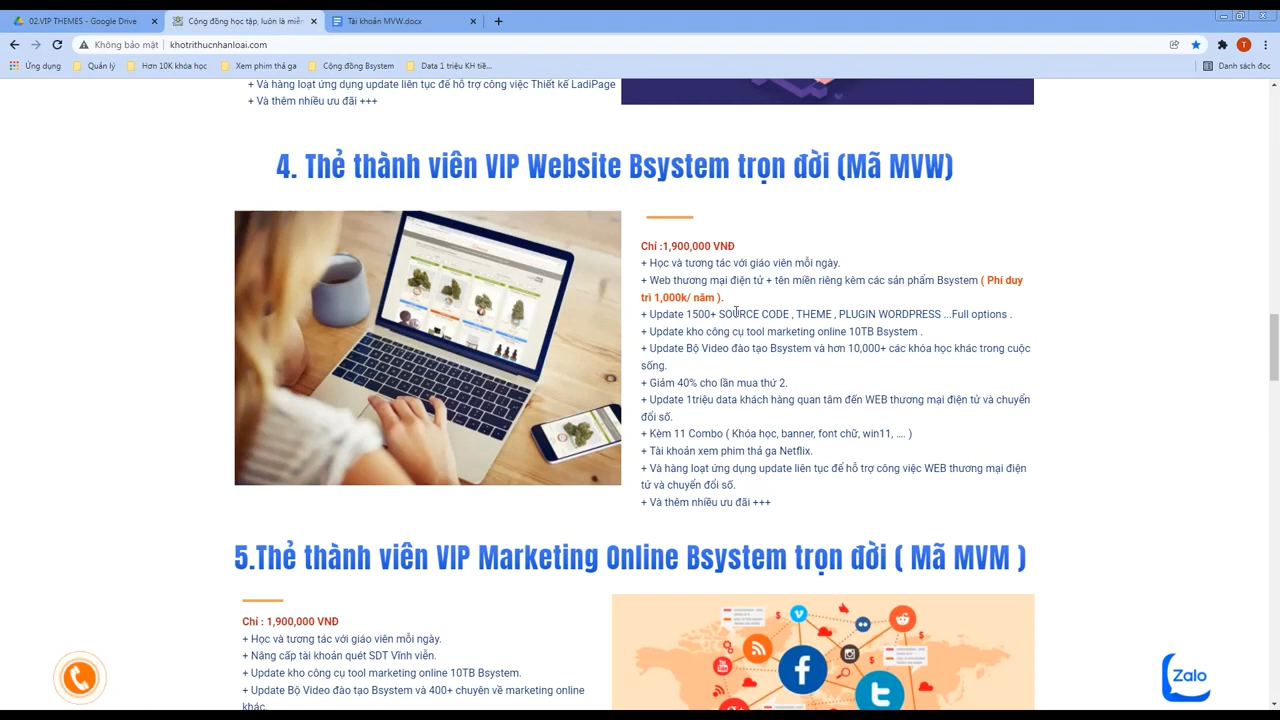 02.VIP THEMES - Google Drive
Cộng đồng học tập, luôn là miễn
Tài khoản MVW.docx
Không bảo mật
khotrithucnhanloai.com
T
Ứng dụng
Quản lý
Hơn 10K khóa học
Xem phim thả ga
Cộng đồng Bsystem
Data 1 triệu KH tiề...
Danh sách đọc
+ Và hàng loạt ứng dụng update liên tục để hỗ trợ công việc Thiết kế LadiPage
+ Và thêm nhiều ưu đãi +++
4. Thẻ thành viên VIP Website Bsystem trọn đời (Mã MVW)
Chỉ :1,900,000 VNĐ
+ Học và tương tác với giáo viên mỗi ngày.
+ Web thương mại điện tử + tên miền riêng kèm các sản phẩm Bsystem ( Phí duy
trì 1,000k/ năm ).
+ Update 1500+ SOURCE CODE , THEME , PLUGIN WORDPRESS ...Full options .
+ Update kho công cụ tool marketing online 10TB Bsystem .
+ Update Bộ Video đào tạo Bsystem và hơn 10,000+ các khóa học khác trong cuộc
sống.
+ Giảm 40% cho lần mua thứ 2.
+ Update 1triệu data khách hàng quan tâm đến WEB thương mại điện tử và chuyển
đổi số.
+ Kèm 11 Combo ( Khóa học, banner, font chữ, win11, .... )
+ Tài khoản xem phim thả ga Netflix.
+ Và hàng loạt ứng dụng update liên tục để hỗ trợ công việc WEB thương mại điện
tử và chuyển đổi số.
+ Và thêm nhiều ưu đãi +++
5.Thẻ thành viên VIP Marketing Online Bsystem trọn đời ( Mã MVM )
Chỉ : 1,900,000 VNĐ
+ Học và tương tác với giáo viên mỗi ngày.
+ Nâng cấp tài khoản quét SDT Vĩnh viễn.
+ Update kho công cụ tool marketing online 10TB Bsystem.
+ Update Bộ Video đào tạo Bsystem và 400+ chuyên về marketing online
khác.
Zalo